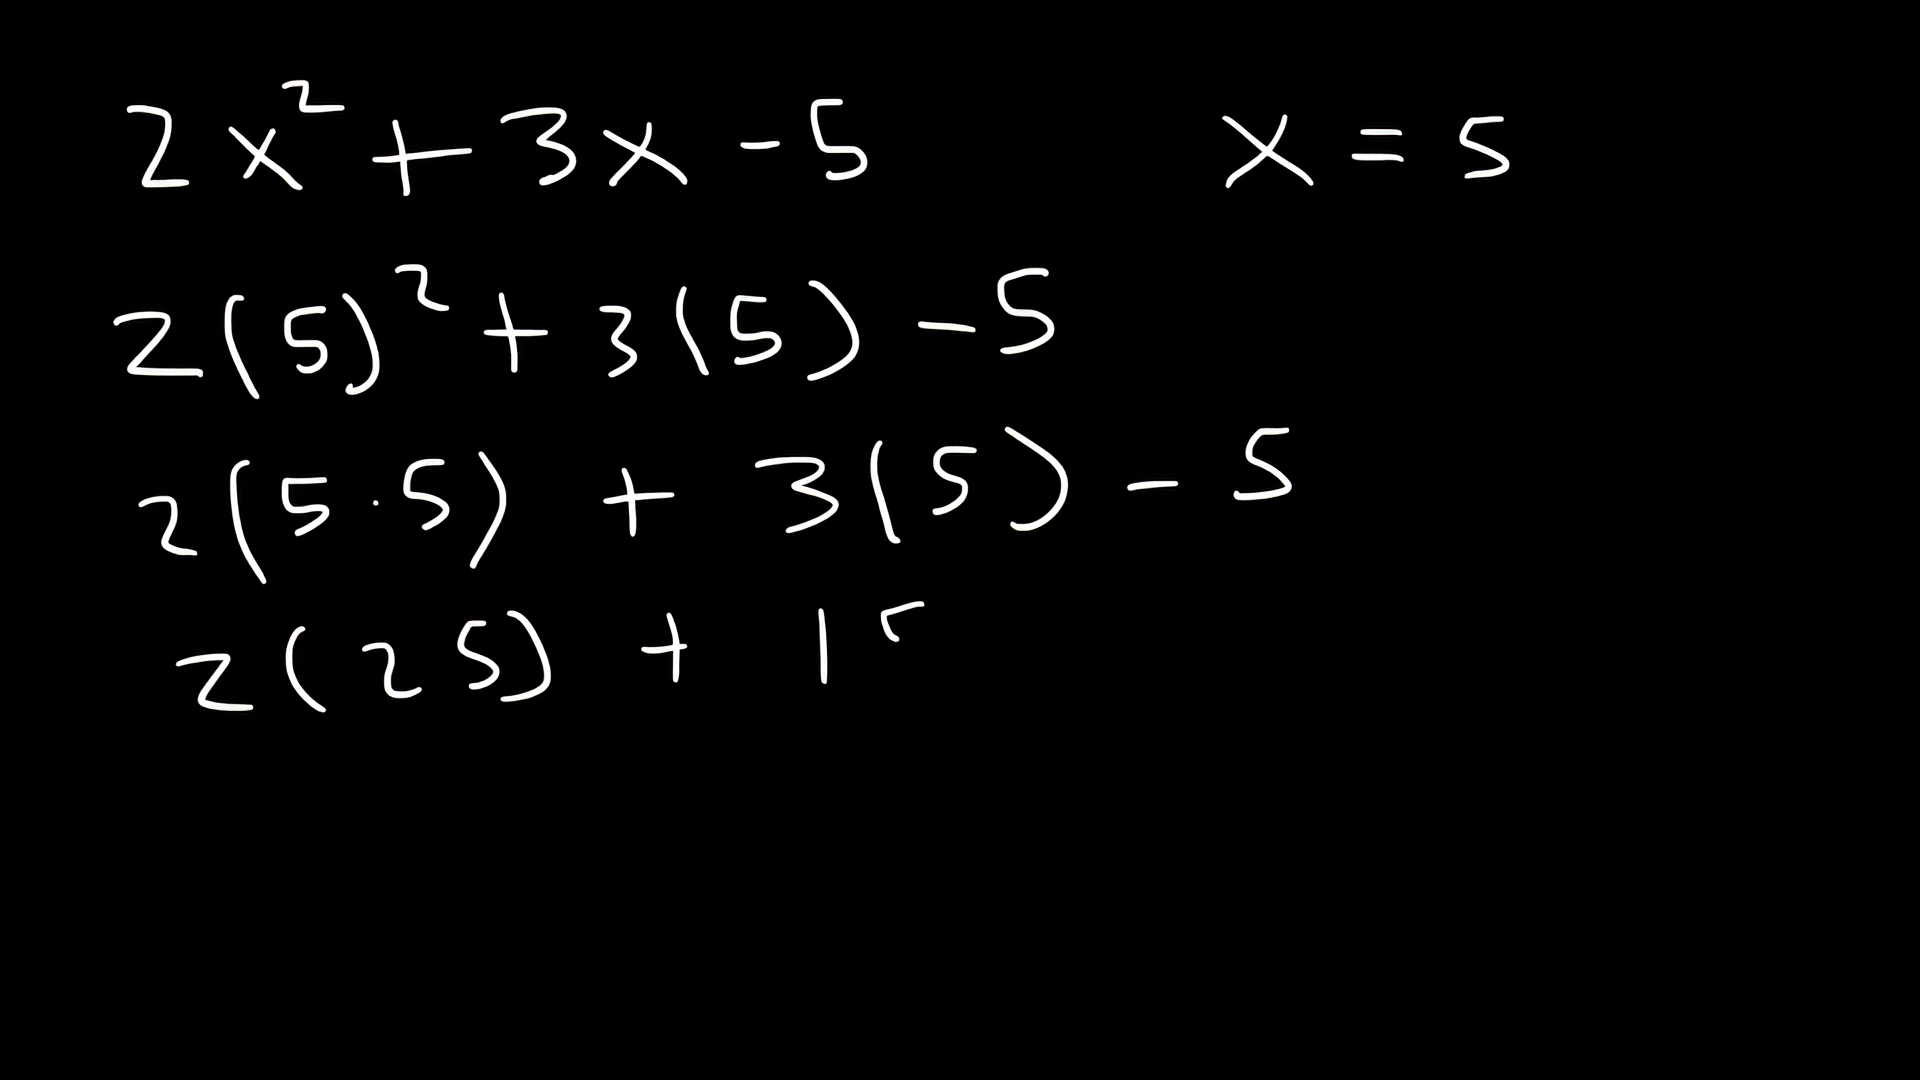 2x² + 3x - 5 x = 5
2(5)² + 3(5) - 5
2(5·5) + 3(5) - 5
2(25) + 1